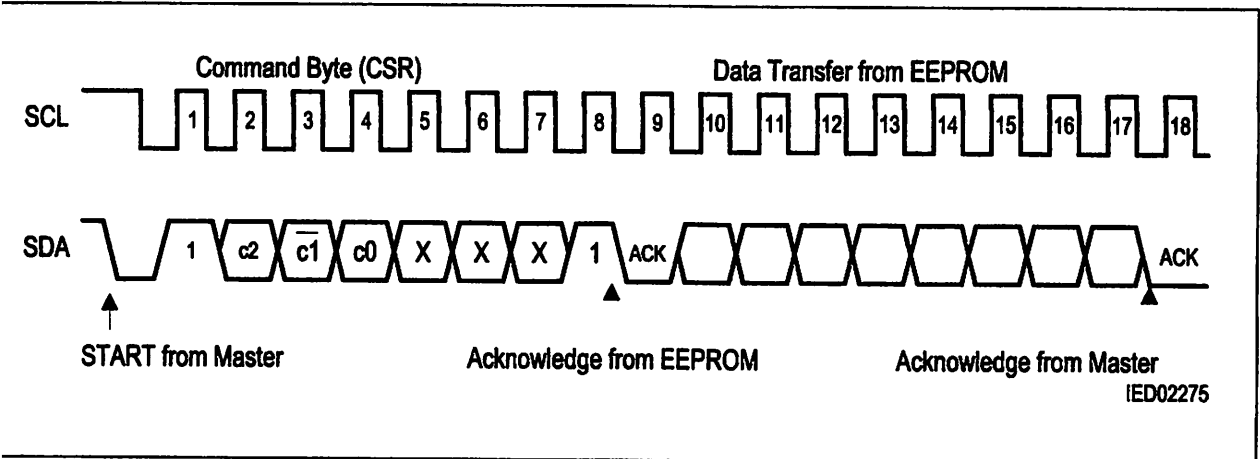 Command Byte (CSR) Data Transfer from EEPROM
SCL 1 2 3 4 5 6 7 8 9 10 11 12 13 14 15 16 17 18
SDA 1 c2 c̅1̅ c0 X X X 1 ACK ACK
START from Master Acknowledge from EEPROM Acknowledge from Master
IED02275